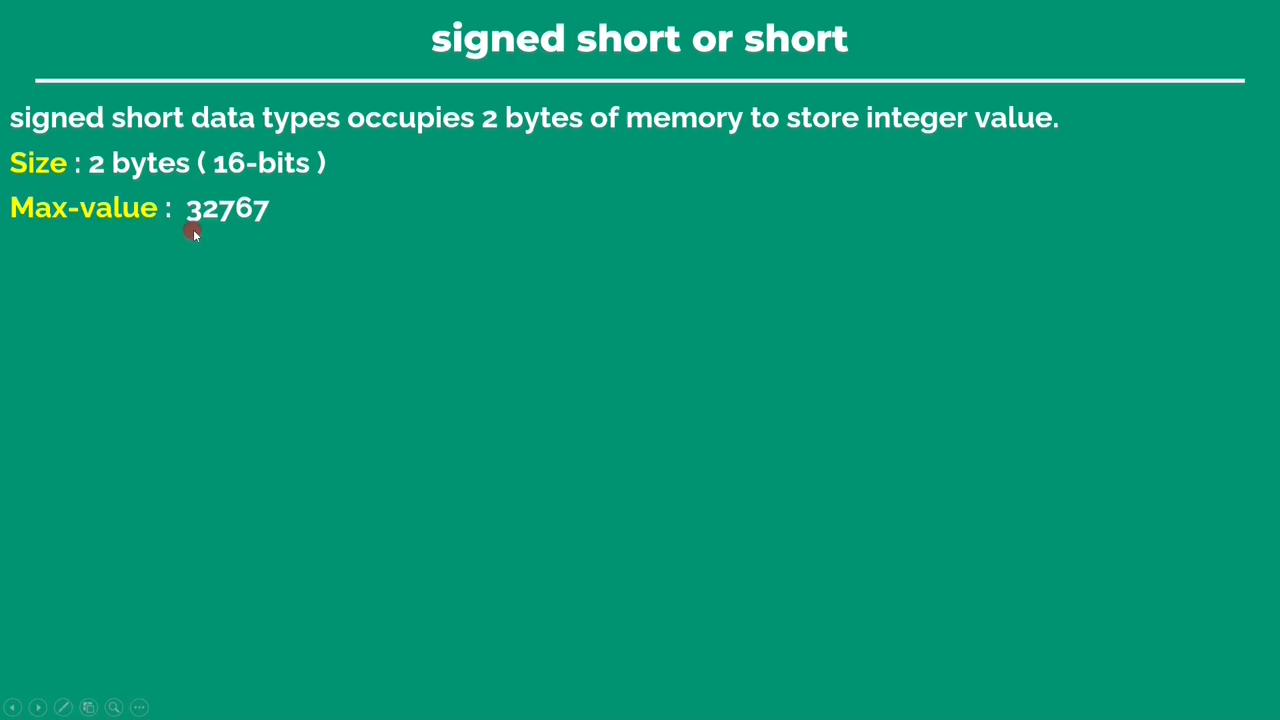 signed short or short
signed short data types occupies 2 bytes of memory to store integer value.
Size : 2 bytes ( 16-bits )
Max-value :  32767